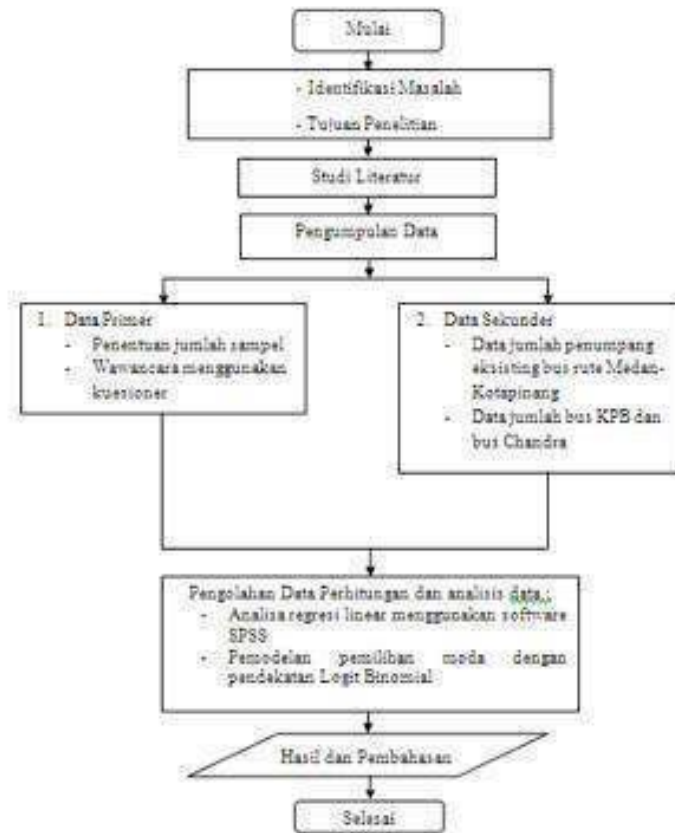 Mulai
- Identifikasi Masalah
- Tujuan Penelitian
Studi Literatur
Pengumpulan Data
1. Data Primer
- Penentuan jumlah sampel
- Wawancara menggunakan
kuesioner
2. Data Sekunder
- Data jumlah penumpang
eksisting bus rute Medan-
Kotapinang
- Data jumlah bus KPB dan
bus Chandra
Pengolahan Data Perhitungan dan analisis data :
- Analisa regresi linear menggunakan software
SPSS
- Pemodelan pemilihan moda dengan
pendekatan Logit Binomial
Hasil dan Pembahasan
Selesai